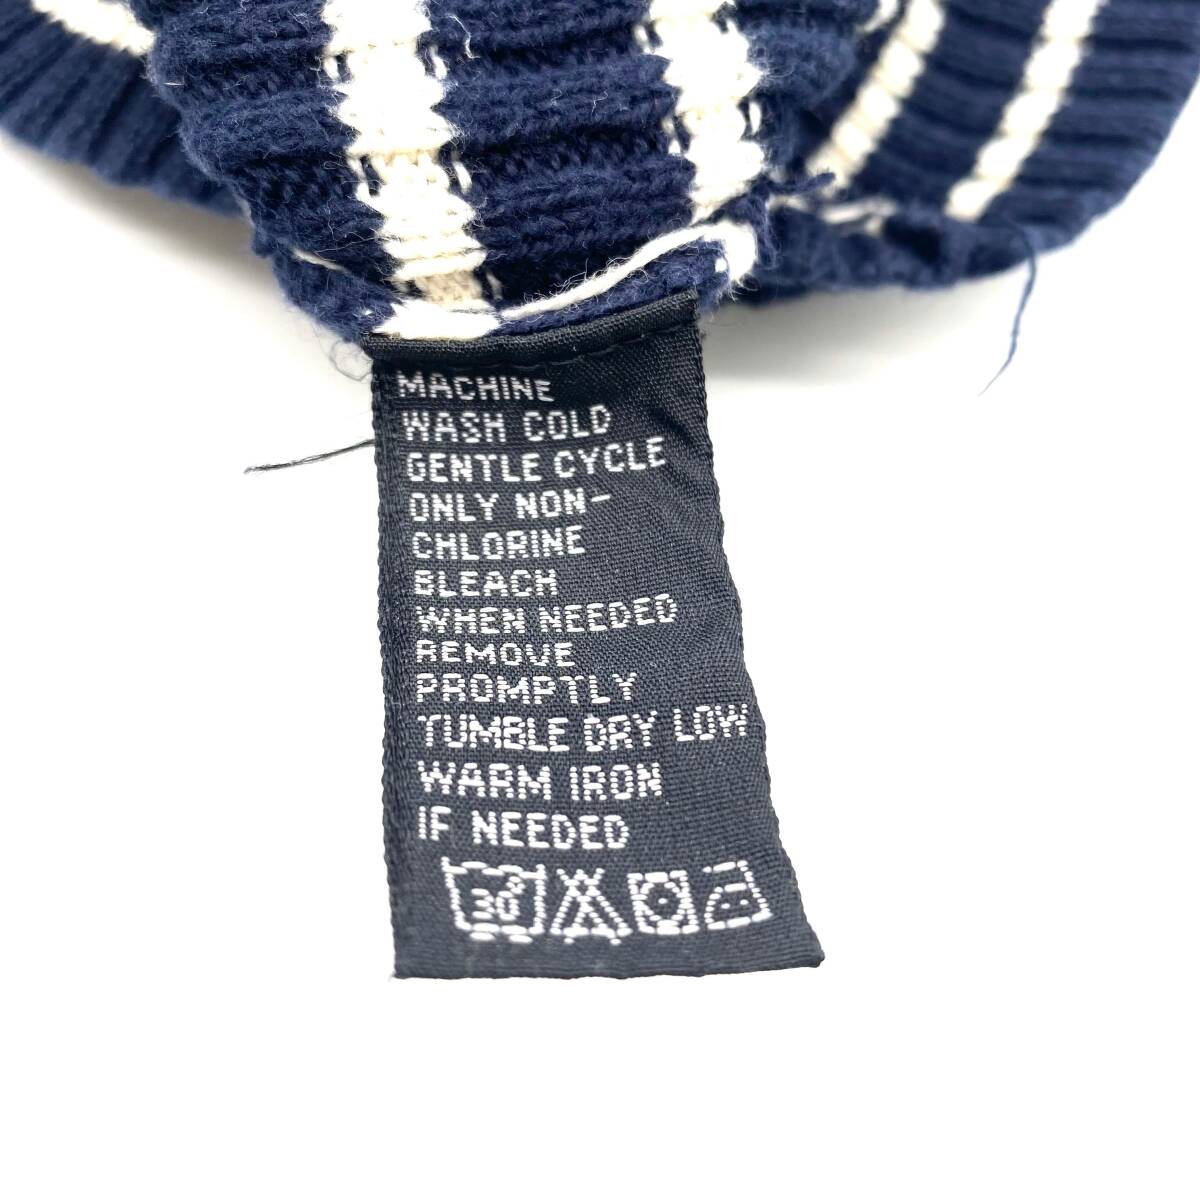 MACHINE
WASH COLD
GENTLE CYCLE
ONLY NON-
CHLORINE
BLEACH
WHEN NEEDED
REMOVE
PROMPTLY
TUMBLE DRY LOW
WARM IRON
IF NEEDED
30°